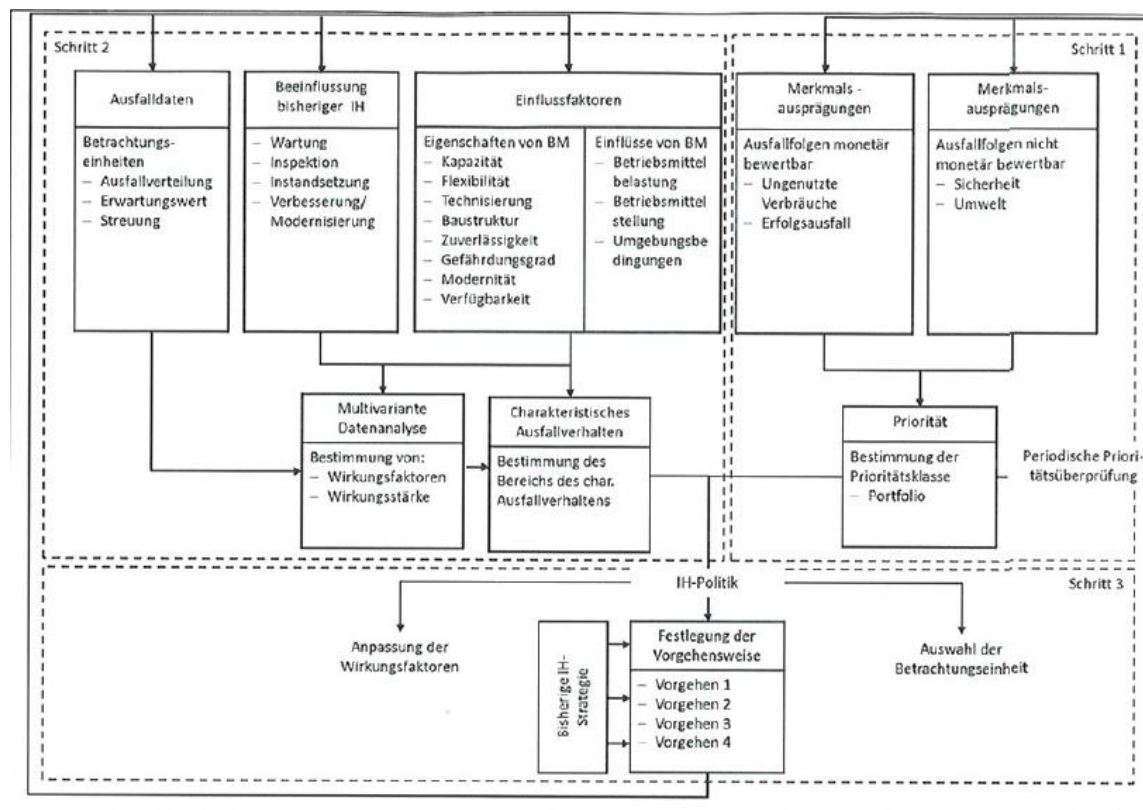 Schritt 2
Ausfalldaten
Betrachtungs-
einheiten
– Ausfallverteilung
– Erwartungswert
– Streuung
Beeinflussung
bisheriger IH
– Wartung
– Inspektion
– Instandsetzung
– Verbesserung/
Modernisierung
Einflussfaktoren
Eigenschaften von BM
– Kapazität
– Flexibilität
– Technisierung
– Baustruktur
– Zuverlässigkeit
– Gefährdungsgrad
– Modernität
– Verfügbarkeit
Einflüsse von BM
– Betriebsmittel
belastung
– Betriebsmittel
stellung
– Umgebungsbe
dingungen
Schritt 1
Merkmals -
ausprägungen
Ausfallfolgen monetär
bewertbar
– Ungenutzte
Verbräuche
– Erfolgsausfall
Merkmals-
ausprägungen
Ausfallfolgen nicht
monetär bewertbar
– Sicherheit
– Umwelt
Multivariante
Datenanalyse
Bestimmung von:
– Wirkungsfaktoren
– Wirkungsstärke
Charakteristisches
Ausfallverhalten
Bestimmung des
Bereichs des char.
Ausfallverhaltens
Priorität
Bestimmung der
Prioritätsklasse
– Portfolio
Periodische Priori-
tätsüberprüfung
Schritt 3
IH-Politik
Anpassung der
Wirkungsfaktoren
Bisherige IH-
Strategie
Festlegung der
Vorgehensweise
– Vorgehen 1
– Vorgehen 2
– Vorgehen 3
– Vorgehen 4
Auswahl der
Betrachtungseinheit